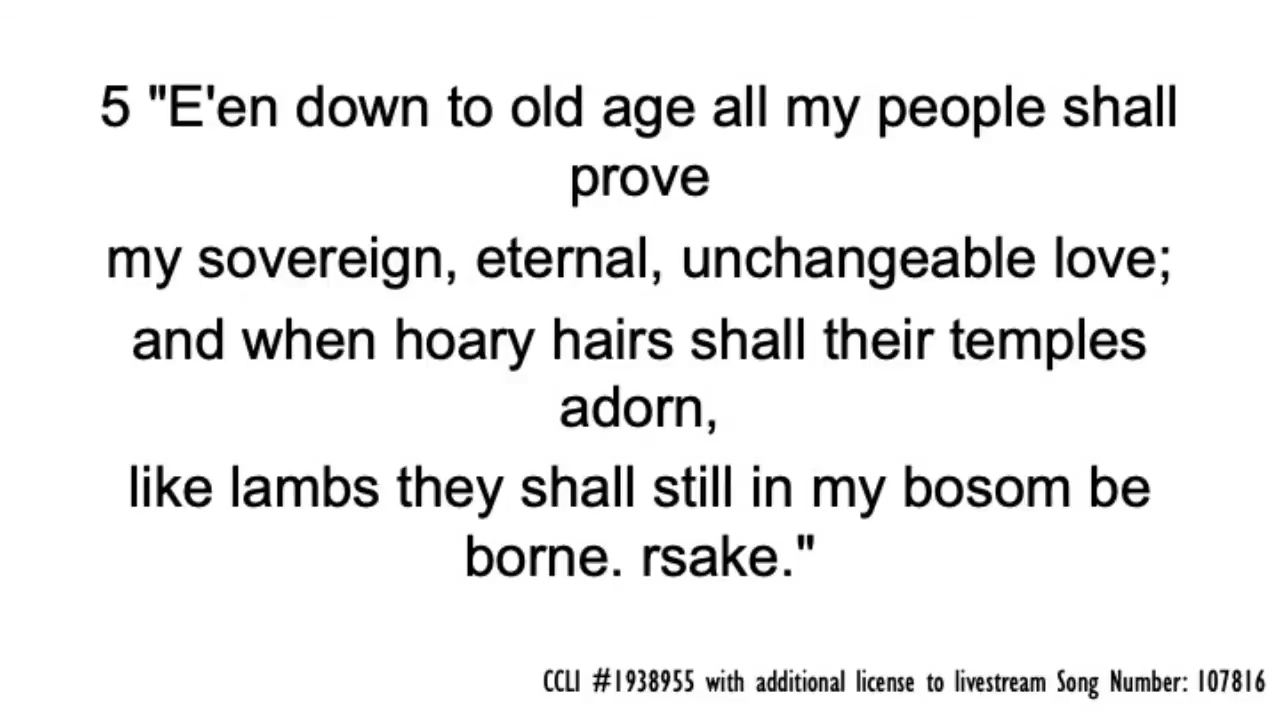 5 "E'en down to old age all my people shall
prove
my sovereign, eternal, unchangeable love;
and when hoary hairs shall their temples
adorn,
like lambs they shall still in my bosom be
borne. rsake."
CCLI #1938955 with additional license to livestream Song Number: 107816